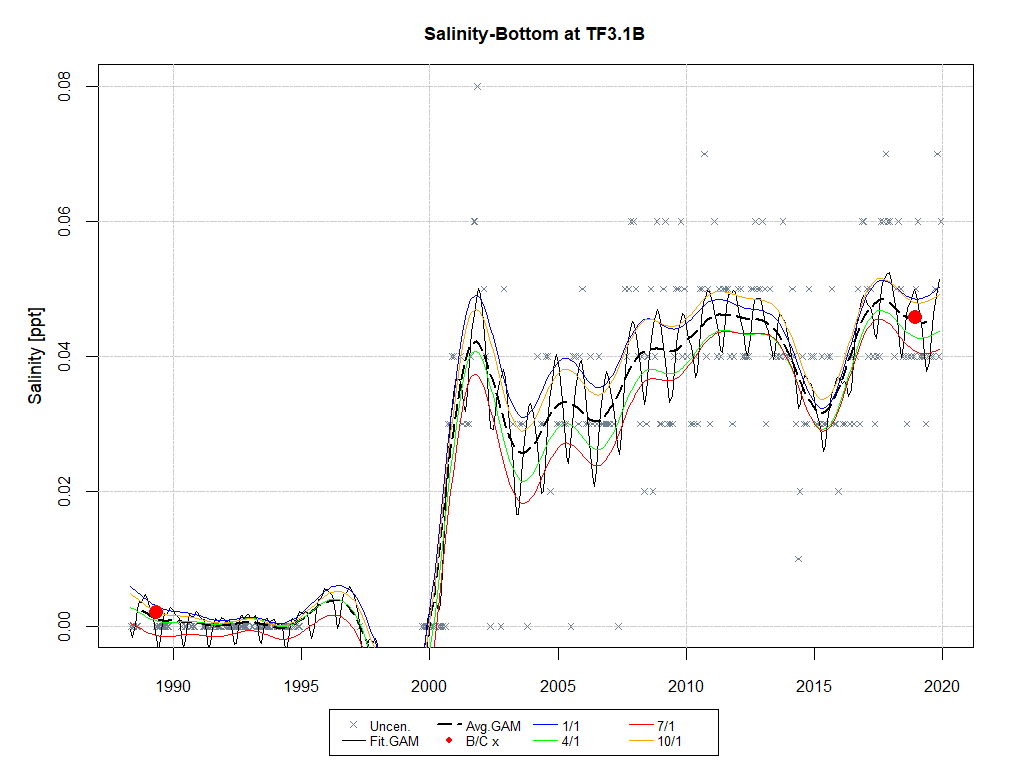 Salinity-Bottom at TF3.1B
Salinity [ppt]
0.08
0.06
0.04
0.02
0.00
1990 1995 2000 2005 2010 2015 2020
Uncen. Avg.GAM 1/1 7/1
Fit.GAM B/C x 4/1 10/1